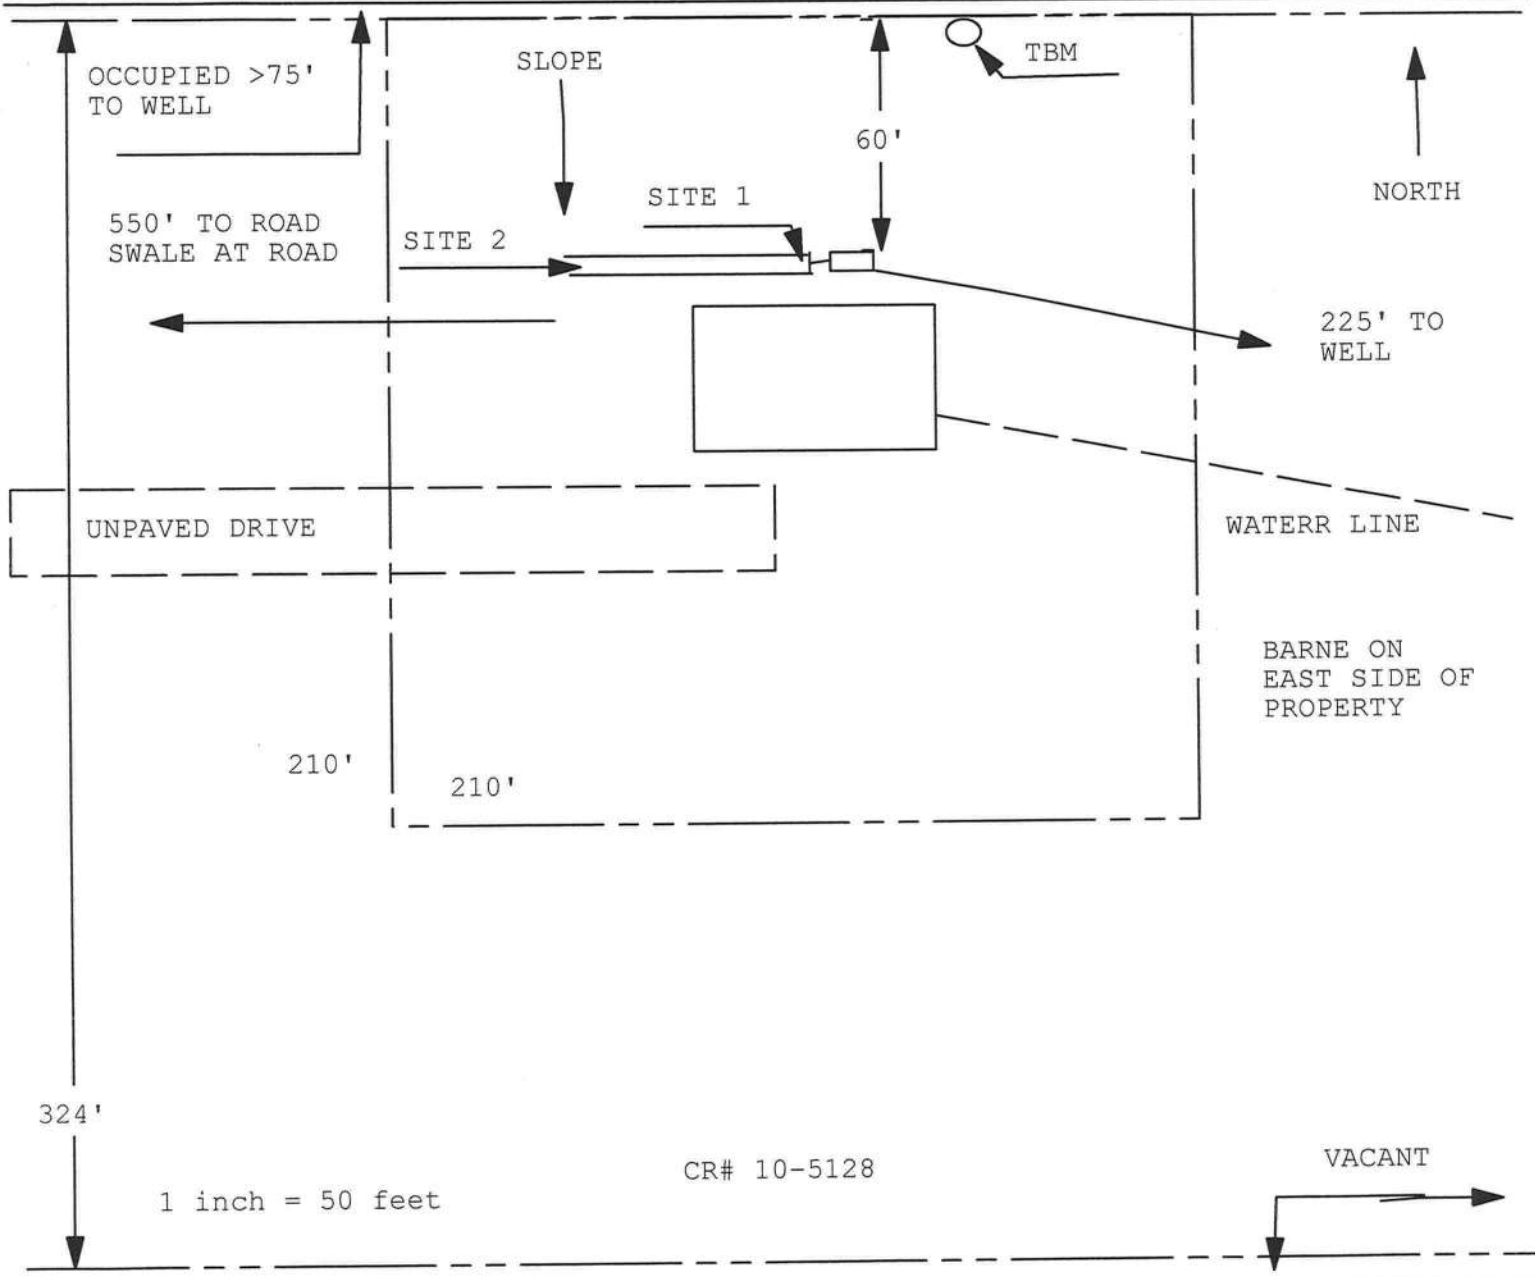 OCCUPIED >75'
TO WELL
SLOPE
TBM
60'
NORTH
SITE 1
550' TO ROAD
SWALE AT ROAD
SITE 2
225' TO
WELL
UNPAVED DRIVE
WATERR LINE
BARNE ON
EAST SIDE OF
PROPERTY
210'
210'
324'
CR# 10-5128
VACANT
1 inch = 50 feet